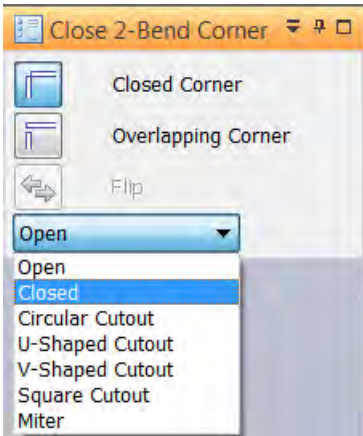 Close 2-Bend Corner
Closed Corner
Overlapping Corner
Flip
Open
Open
Closed
Circular Cutout
U-Shaped Cutout
V-Shaped Cutout
Square Cutout
Miter